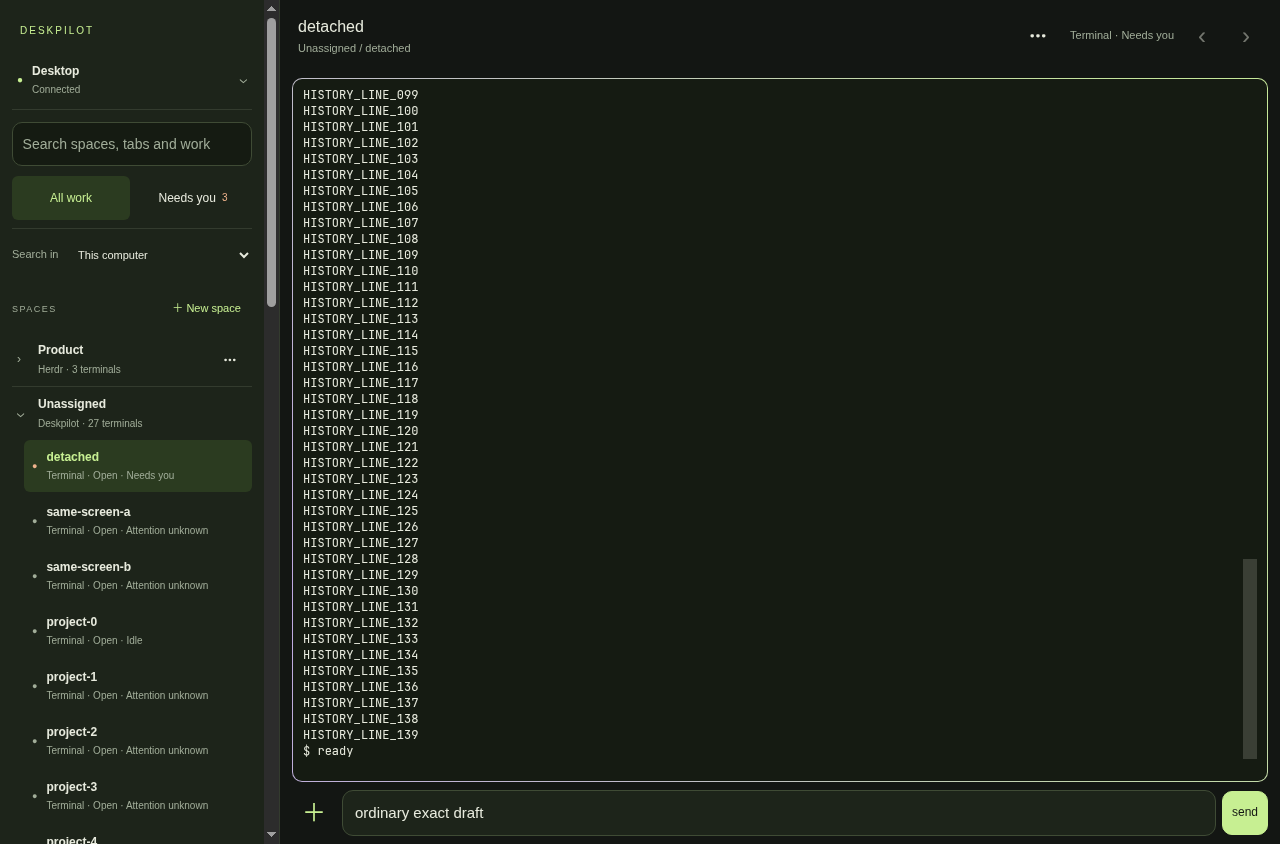 DESKPILOT
Desktop
Connected
Search spaces, tabs and work
All work
Needs you 3
Search in
This computer
SPACES
+ New space
Product
Herdr · 3 terminals
Unassigned
Deskpilot · 27 terminals
detached
Terminal · Open · Needs you
same-screen-a
Terminal · Open · Attention unknown
same-screen-b
Terminal · Open · Attention unknown
project-0
Terminal · Open · Idle
project-1
Terminal · Open · Attention unknown
project-2
Terminal · Open · Attention unknown
project-3
Terminal · Open · Attention unknown
project-4
detached
Unassigned / detached
Terminal · Needs you
HISTORY_LINE_099
HISTORY_LINE_100
HISTORY_LINE_101
HISTORY_LINE_102
HISTORY_LINE_103
HISTORY_LINE_104
HISTORY_LINE_105
HISTORY_LINE_106
HISTORY_LINE_107
HISTORY_LINE_108
HISTORY_LINE_109
HISTORY_LINE_110
HISTORY_LINE_111
HISTORY_LINE_112
HISTORY_LINE_113
HISTORY_LINE_114
HISTORY_LINE_115
HISTORY_LINE_116
HISTORY_LINE_117
HISTORY_LINE_118
HISTORY_LINE_119
HISTORY_LINE_120
HISTORY_LINE_121
HISTORY_LINE_122
HISTORY_LINE_123
HISTORY_LINE_124
HISTORY_LINE_125
HISTORY_LINE_126
HISTORY_LINE_127
HISTORY_LINE_128
HISTORY_LINE_129
HISTORY_LINE_130
HISTORY_LINE_131
HISTORY_LINE_132
HISTORY_LINE_133
HISTORY_LINE_134
HISTORY_LINE_135
HISTORY_LINE_136
HISTORY_LINE_137
HISTORY_LINE_138
HISTORY_LINE_139
$ ready
ordinary exact draft
send